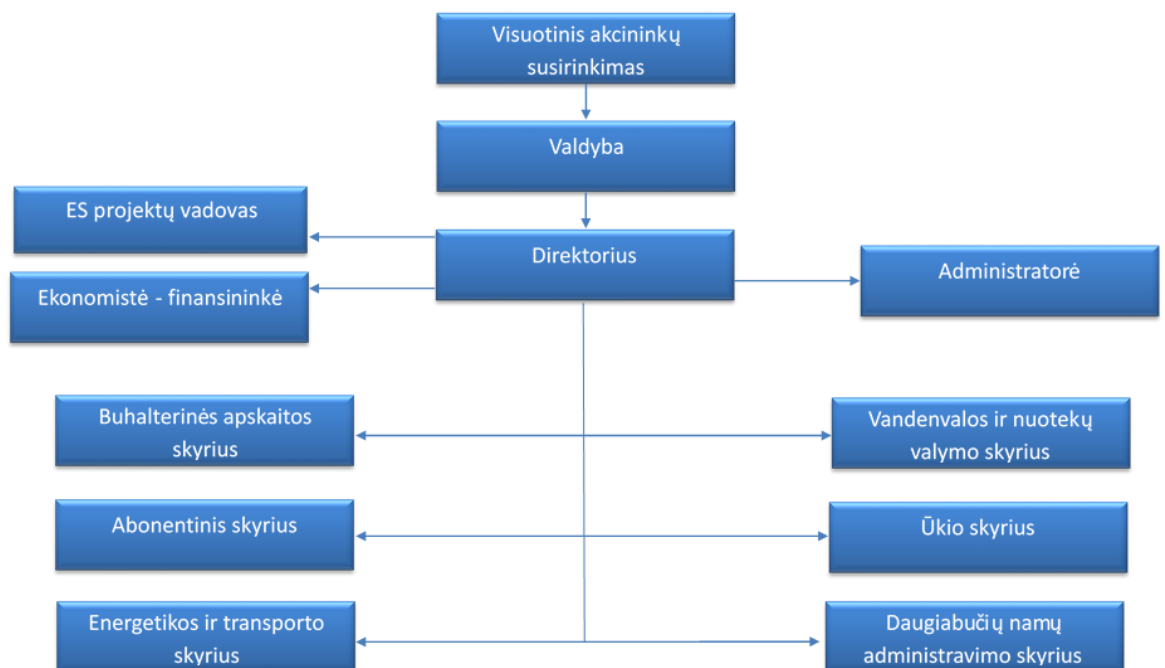 Visuotinis akcininkų
susirinkimas
Valdyba
ES projektų vadovas
Direktorius
Administratorė
Ekonomistė - finansininkė
Buhalterinės apskaitos
skyrius
Vandenvalos ir nuotekų
valymo skyrius
Abonentinis skyrius
Ūkio skyrius
Energetikos ir transporto
skyrius
Daugiabučių namų
administravimo skyrius